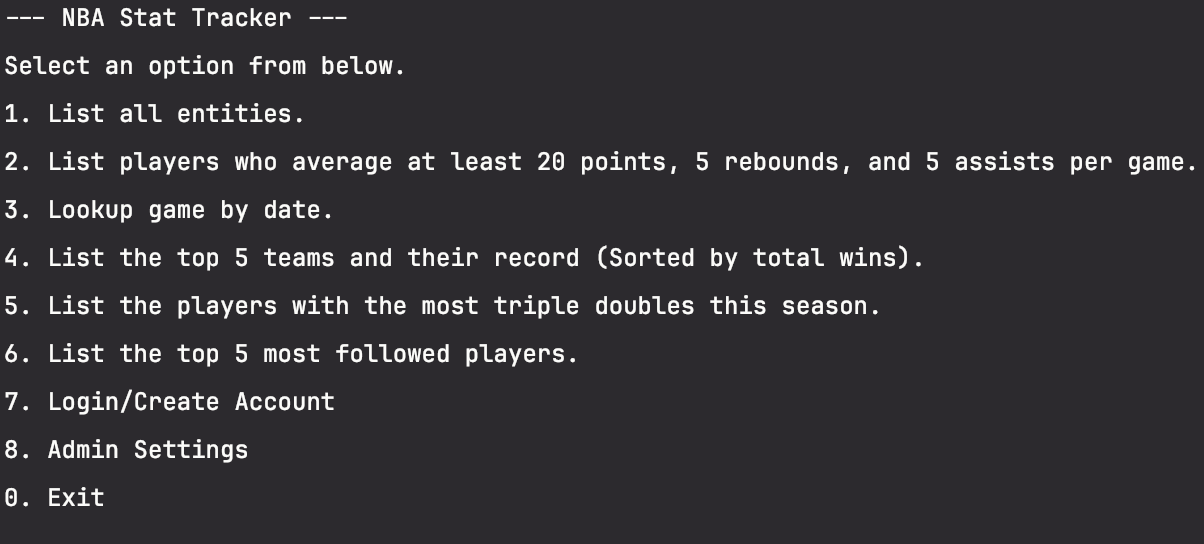 --- NBA Stat Tracker ---
Select an option from below.
1. List all entities.
2. List players who average at least 20 points, 5 rebounds, and 5 assists per game.
3. Lookup game by date.
4. List the top 5 teams and their record (Sorted by total wins).
5. List the players with the most triple doubles this season.
6. List the top 5 most followed players.
7. Login/Create Account
8. Admin Settings
0. Exit